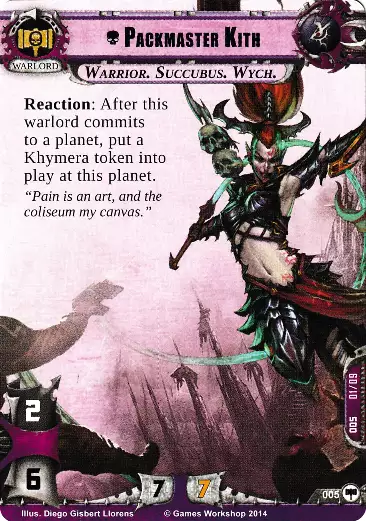 Packmaster Kith
WARLORD
Warrior. Succubus. Wych.
Reaction: After this
warlord commits
to a planet, put a
Khymera token into
play at this planet.
“Pain is an art, and the
coliseum my canvas.”
2
6
7
7
005 01/09
005
Illus. Diego Gisbert Llorens
© Games Workshop 2014